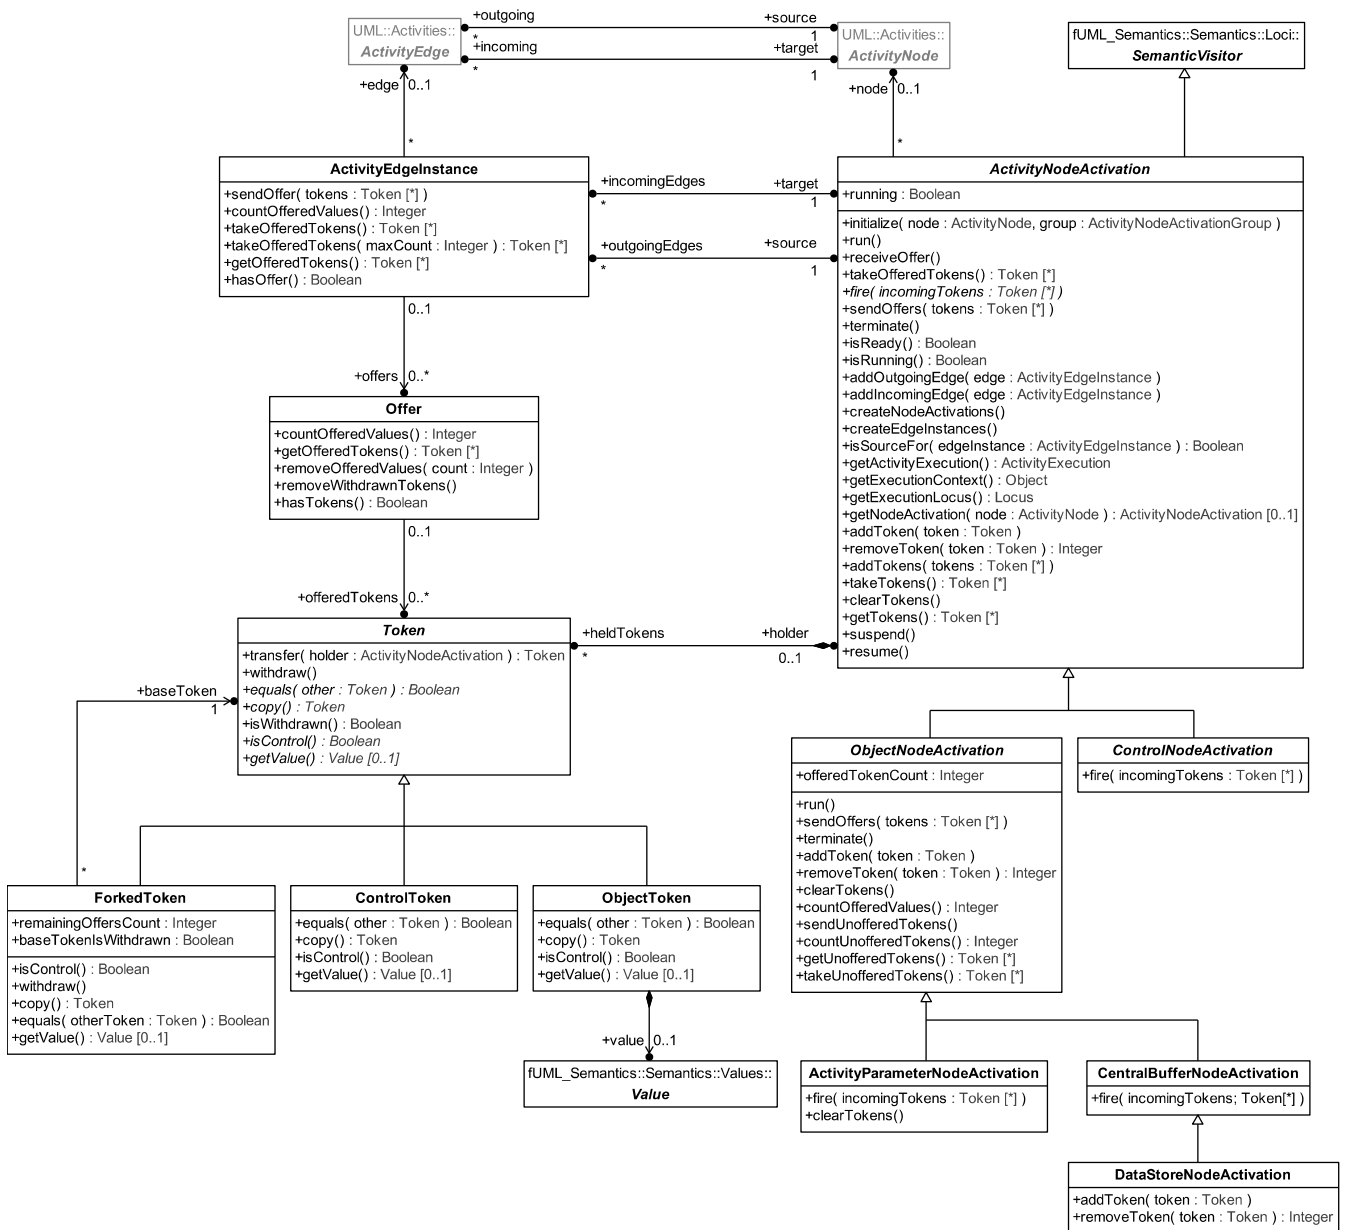 UML::Activities::
ActivityEdge
+outgoing
*
+source
1
+incoming
*
+target
1
UML::Activities::
ActivityNode
fUML_Semantics::Semantics::Loci::
SemanticVisitor
+edge
0..1
*
+node
0..1
*
ActivityEdgeInstance
+sendOffer( tokens : Token [*] )
+countOfferedValues() : Integer
+takeOfferedTokens() : Token [*]
+takeOfferedTokens( maxCount : Integer ) : Token [*]
+getOfferedTokens() : Token [*]
+hasOffer() : Boolean
+incomingEdges
*
+target
1
+outgoingEdges
*
+source
1
ActivityNodeActivation
+running : Boolean
+initialize( node : ActivityNode, group : ActivityNodeActivationGroup )
+run()
+receiveOffer()
+takeOfferedTokens() : Token [*]
+fire( incomingTokens : Token [*] )
+sendOffers( tokens : Token [*] )
+terminate()
+isReady() : Boolean
+isRunning() : Boolean
+addOutgoingEdge( edge : ActivityEdgeInstance )
+addIncomingEdge( edge : ActivityEdgeInstance )
+createNodeActivations()
+createEdgeInstances()
+isSourceFor( edgeInstance : ActivityEdgeInstance ) : Boolean
+getActivityExecution() : ActivityExecution
+getExecutionContext() : Object
+getExecutionLocus() : Locus
+getNodeActivation( node : ActivityNode ) : ActivityNodeActivation [0..1]
+addToken( token : Token )
+removeToken( token : Token ) : Integer
+addTokens( tokens : Token [*] )
+takeTokens() : Token [*]
+clearTokens()
+getTokens() : Token [*]
+suspend()
+resume()
0..1
+offers
0..*
Offer
+countOfferedValues() : Integer
+getOfferedTokens() : Token [*]
+removeOfferedValues( count : Integer )
+removeWithdrawnTokens()
+hasTokens() : Boolean
0..1
+offeredTokens
0..*
Token
+transfer( holder : ActivityNodeActivation ) : Token
+withdraw()
+equals( other : Token ) : Boolean
+copy() : Token
+isWithdrawn() : Boolean
+isControl() : Boolean
+getValue() : Value [0..1]
+heldTokens
*
+holder
0..1
+baseToken
1
*
ForkedToken
+remainingOffersCount : Integer
+baseTokenIsWithdrawn : Boolean
+isControl() : Boolean
+withdraw()
+copy() : Token
+equals( otherToken : Token ) : Boolean
+getValue() : Value [0..1]
ControlToken
+equals( other : Token ) : Boolean
+copy() : Token
+isControl() : Boolean
+getValue() : Value [0..1]
ObjectToken
+equals( other : Token ) : Boolean
+copy() : Token
+isControl() : Boolean
+getValue() : Value [0..1]
+value
0..1
fUML_Semantics::Semantics::Values::
Value
ObjectNodeActivation
+offeredTokenCount : Integer
+run()
+sendOffers( tokens : Token [*] )
+terminate()
+addToken( token : Token )
+removeToken( token : Token ) : Integer
+clearTokens()
+countOfferedValues() : Integer
+sendUnofferedTokens()
+countUnofferedTokens() : Integer
+getUnofferedTokens() : Token [*]
+takeUnofferedTokens() : Token [*]
ControlNodeActivation
+fire( incomingTokens : Token [*] )
ActivityParameterNodeActivation
+fire( incomingTokens : Token [*] )
+clearTokens()
CentralBufferNodeActivation
+fire( incomingTokens; Token[*] )
DataStoreNodeActivation
+addToken( token : Token )
+removeToken( token : Token ) : Integer